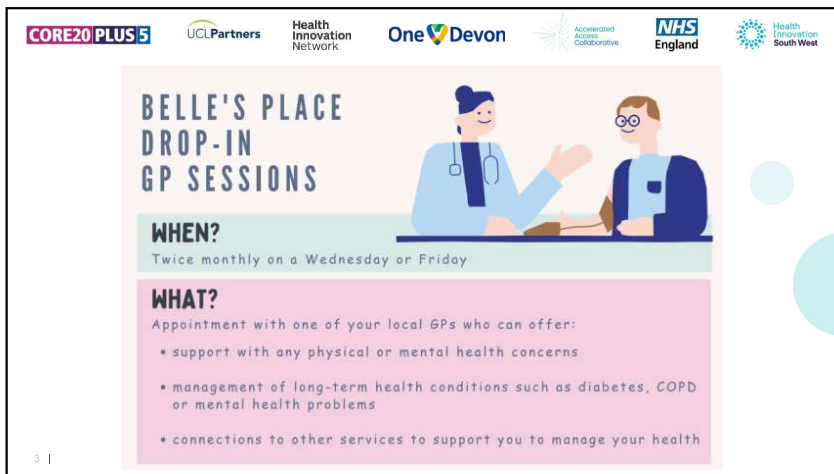 CORE20 PLUS 5
UCLPartners
Health
Innovation
Network
One Devon
Accelerated
Access
Collaborative
NHS
England
Health
Innovation
South West
BELLE'S PLACE
DROP-IN
GP SESSIONS
WHEN?
Twice monthly on a Wednesday or Friday
WHAT?
Appointment with one of your local GPs who can offer:
• support with any physical or mental health concerns
• management of long-term health conditions such as diabetes, COPD
or mental health problems
• connections to other services to support you to manage your health
3 |